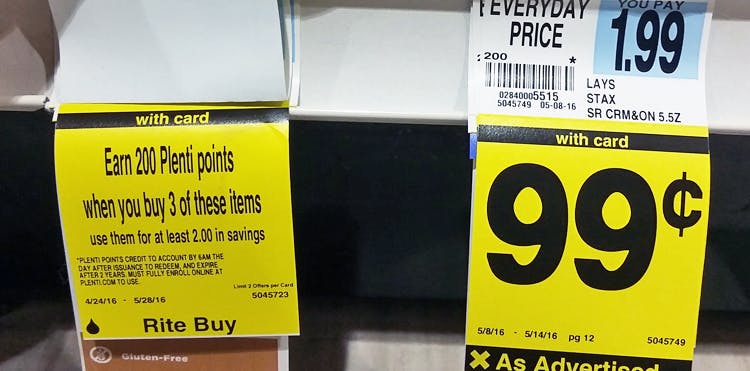 with card
Earn 200 Plenti points
when you buy 3 of these items
use them for at least 2.00 in savings
*PLENTI POINTS CREDIT TO ACCOUNT BY 6AM THE
DAY AFTER ISSUANCE TO REDEEM, AND EXPIRE
AFTER 2 YEARS. MUST FULLY ENROLL ONLINE AT
PLENTI.COM TO USE.
Limit 2 Offers per Card
4/24/16 - 5/28/16 5045723
Rite Buy
Gluten-Free
EVERYDAY
PRICE
YOU PAY
1.99
200 *
02840005515
5045749 05-08-16
LAYS
STAX
SR CRM&ON 5.5Z
with card
99¢
5/8/16 - 5/14/16 pg 12 5045749
As Advertised